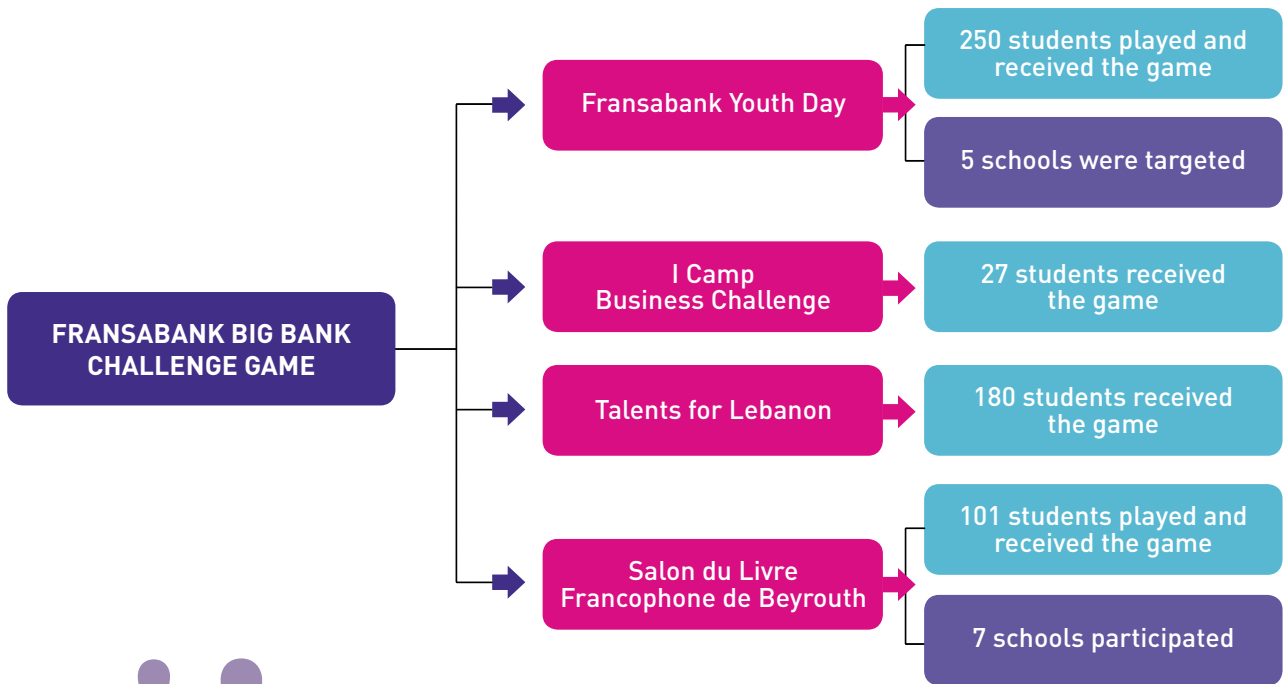 FRANSABANK BIG BANK
CHALLENGE GAME
Fransabank Youth Day
250 students played and
received the game
5 schools were targeted
I Camp
Business Challenge
27 students received
the game
Talents for Lebanon
180 students received
the game
Salon du Livre
Francophone de Beyrouth
101 students played and
received the game
7 schools participated